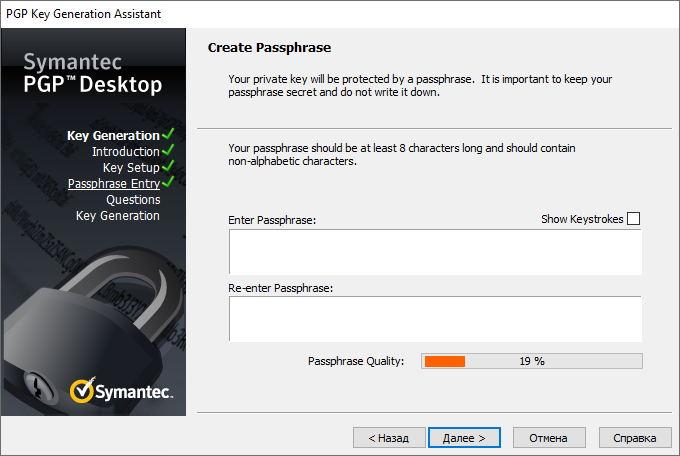 PGP Key Generation Assistant
Symantec
PGP™ Desktop
Key Generation
Introduction
Key Setup
Passphrase Entry
Questions
Key Generation
Symantec.
Create Passphrase
Your private key will be protected by a passphrase. It is important to keep your
passphrase secret and do not write it down.
Your passphrase should be at least 8 characters long and should contain
non-alphabetic characters.
Enter Passphrase:
Show Keystrokes
Re-enter Passphrase:
Passphrase Quality:
19 %
< Назад
Далее >
Отмена
Справка